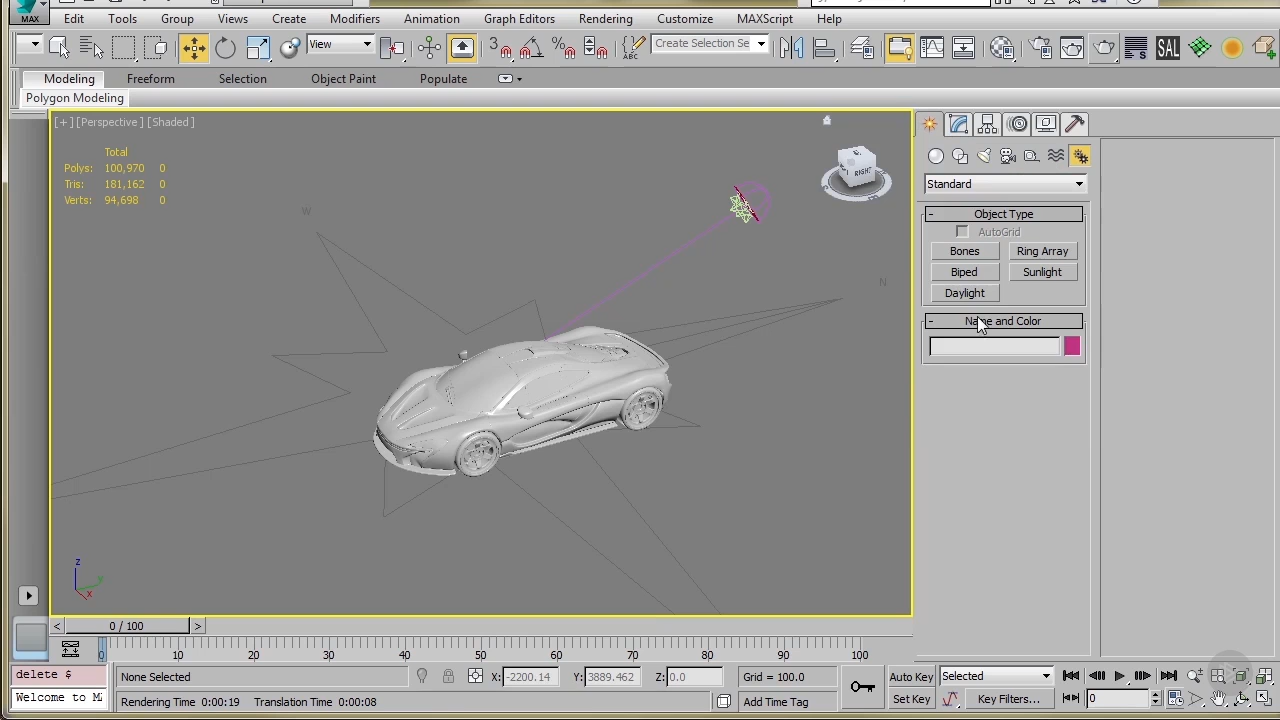 MAX
Edit Tools Group Views Create Modifiers Animation Graph Editors Rendering Customize MAXScript Help
View
3
%
ABC
Create Selection Se
SAL
Modeling Freeform Selection Object Paint Populate
Polygon Modeling
[+][Perspective][Shaded]
Total
Polys: 100,970 0
Tris: 181,162 0
Verts: 94,698 0
W
N
RIGHT
Standard
- Object Type
AutoGrid
Bones Ring Array
Biped Sunlight
Daylight
- Name and Color
z
y
x
< 0 / 100 >
0 10 20 30 40 50 60 70 80 90 100
delete $
None Selected
X: -2200.14 Y: 3889.462 Z: 0.0
Grid = 100.0
Auto Key Selected
Welcome to M
Rendering Time 0:00:19 Translation Time 0:00:08
Add Time Tag
Set Key Key Filters... 0